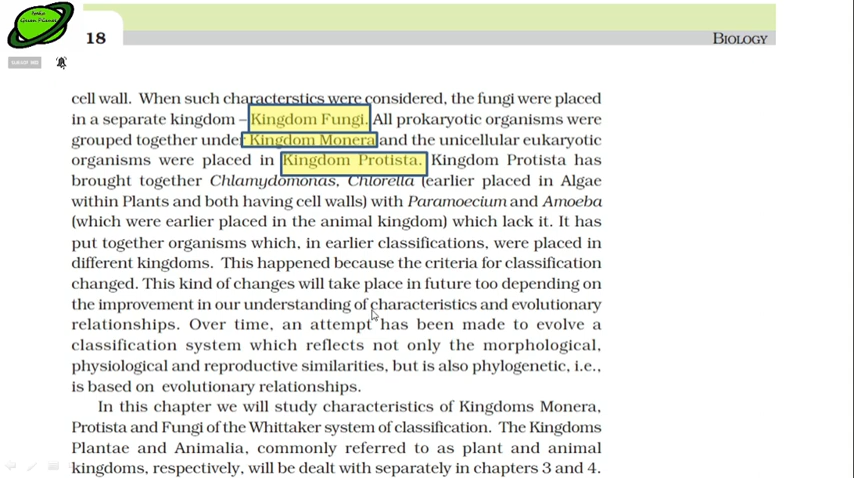 India
Green Planet
18
BIOLOGY
SUBSCRIBE
cell wall. When such characterstics were considered, the fungi were placed
in a separate kingdom – Kingdom Fungi. All prokaryotic organisms were
grouped together under Kingdom Monera and the unicellular eukaryotic
organisms were placed in Kingdom Protista. Kingdom Protista has
brought together Chlamydomonas, Chlorella (earlier placed in Algae
within Plants and both having cell walls) with Paramoecium and Amoeba
(which were earlier placed in the animal kingdom) which lack it. It has
put together organisms which, in earlier classifications, were placed in
different kingdoms. This happened because the criteria for classification
changed. This kind of changes will take place in future too depending on
the improvement in our understanding of characteristics and evolutionary
relationships. Over time, an attempt has been made to evolve a
classification system which reflects not only the morphological,
physiological and reproductive similarities, but is also phylogenetic, i.e.,
is based on evolutionary relationships.
In this chapter we will study characteristics of Kingdoms Monera,
Protista and Fungi of the Whittaker system of classification. The Kingdoms
Plantae and Animalia, commonly referred to as plant and animal
kingdoms, respectively, will be dealt with separately in chapters 3 and 4.